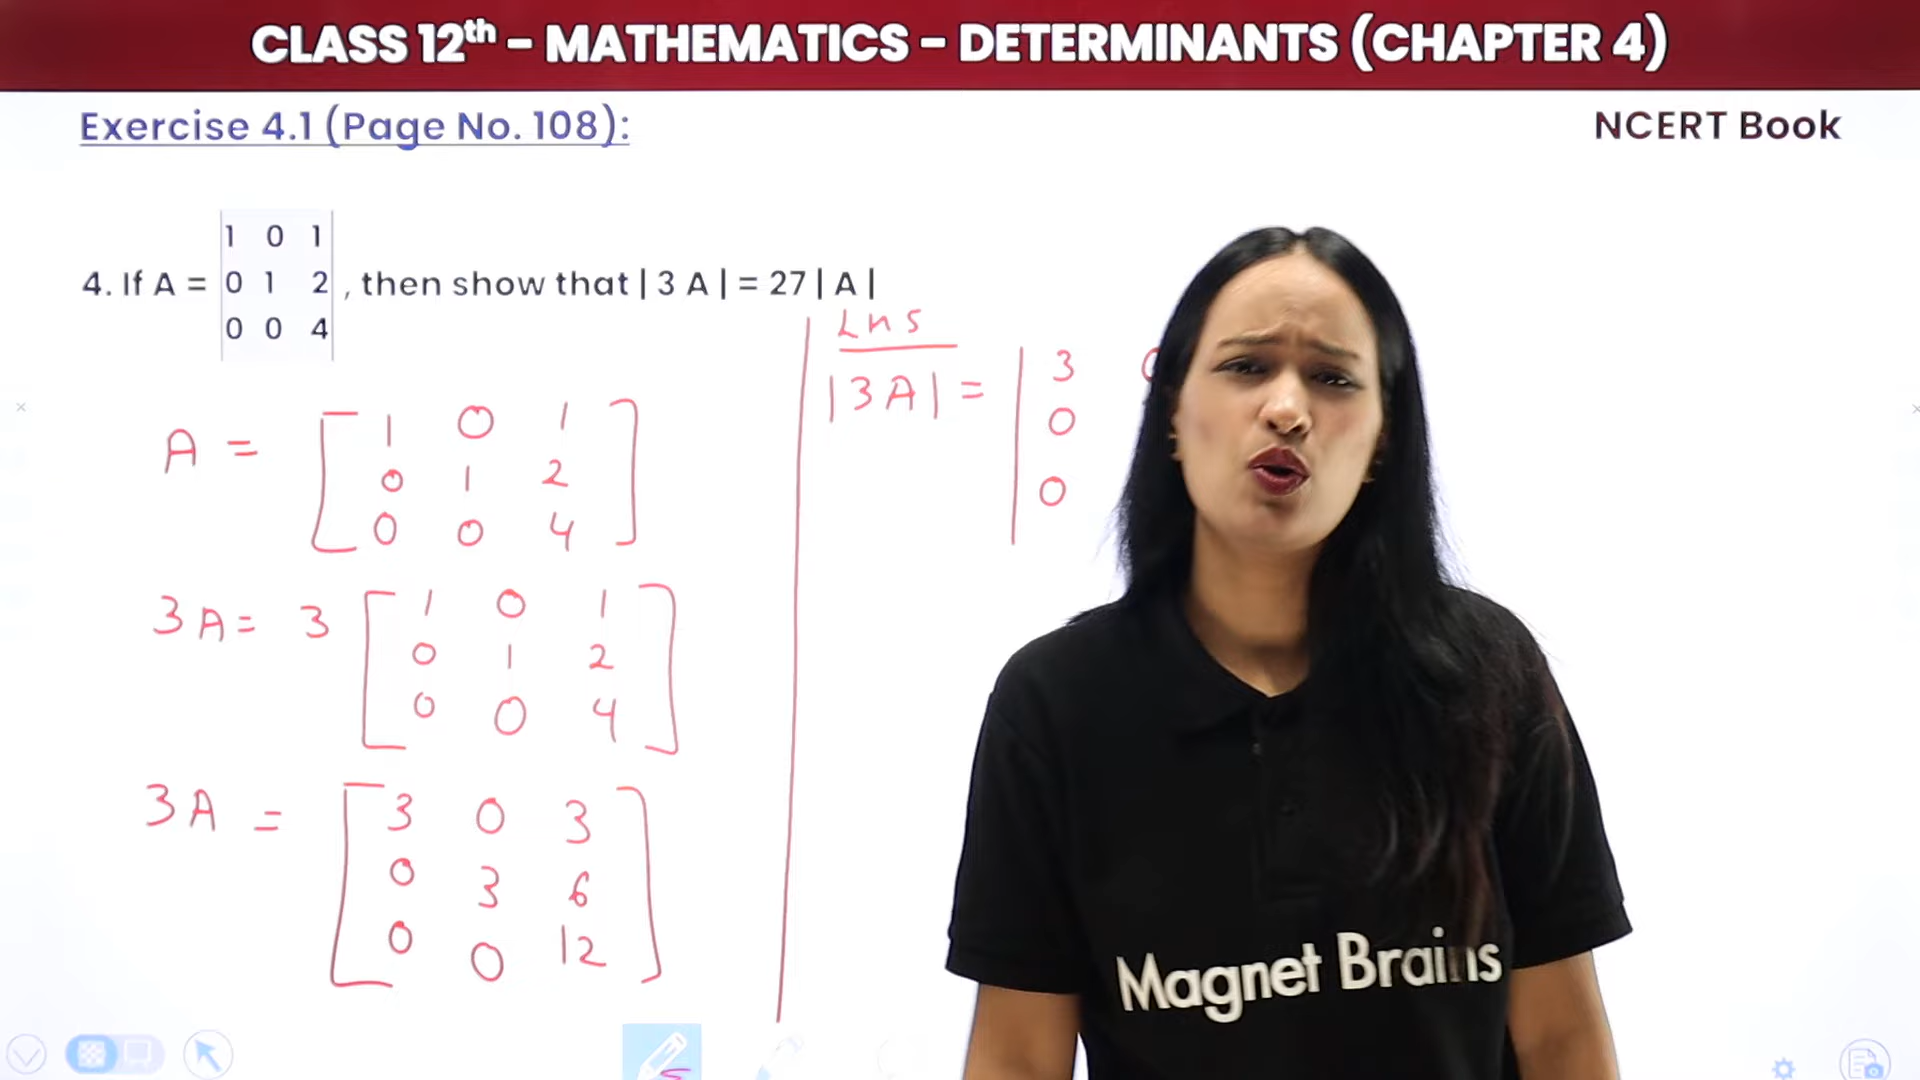 CLASS 12th - MATHEMATICS - DETERMINANTS (CHAPTER 4)
Exercise 4.1 (Page No. 108):
NCERT Book
1 0 1
4. If A = 0 1 2 , then show that | 3 A | = 27 | A |
0 0 4
LHS
|3A| = | 3
0
0
A = [ 1 0 1
0 1 2
0 0 4 ]
3A = 3 [ 1 0 1
0 1 2
0 0 4 ]
3A = [ 3 0 3
0 3 6
0 0 12 ]
Magnet Brains